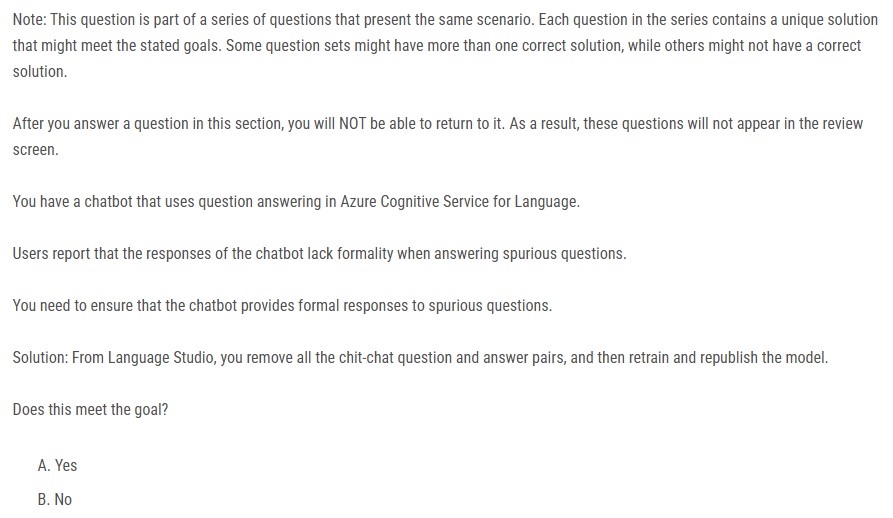 Note: This question is part of a series of questions that present the same scenario. Each question in the series contains a unique solution
that might meet the stated goals. Some question sets might have more than one correct solution, while others might not have a correct
solution.
After you answer a question in this section, you will NOT be able to return to it. As a result, these questions will not appear in the review
screen.
You have a chatbot that uses question answering in Azure Cognitive Service for Language.
Users report that the responses of the chatbot lack formality when answering spurious questions.
You need to ensure that the chatbot provides formal responses to spurious questions.
Solution: From Language Studio, you remove all the chit-chat question and answer pairs, and then retrain and republish the model.
Does this meet the goal?
A. Yes
B. No